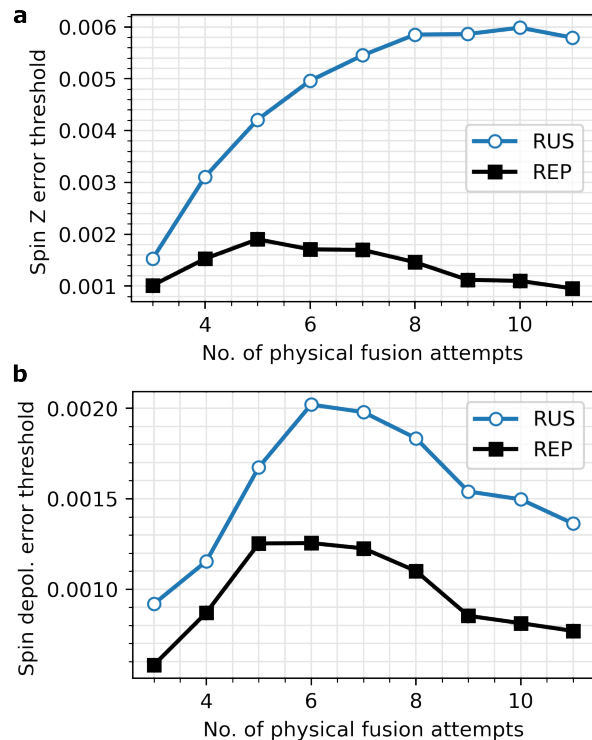 a
Spin Z error threshold
0.006
0.005
0.004
0.003
0.002
0.001
RUS
REP
4 6 8 10
No. of physical fusion attempts
b
Spin depol. error threshold
0.0020
0.0015
0.0010
RUS
REP
4 6 8 10
No. of physical fusion attempts